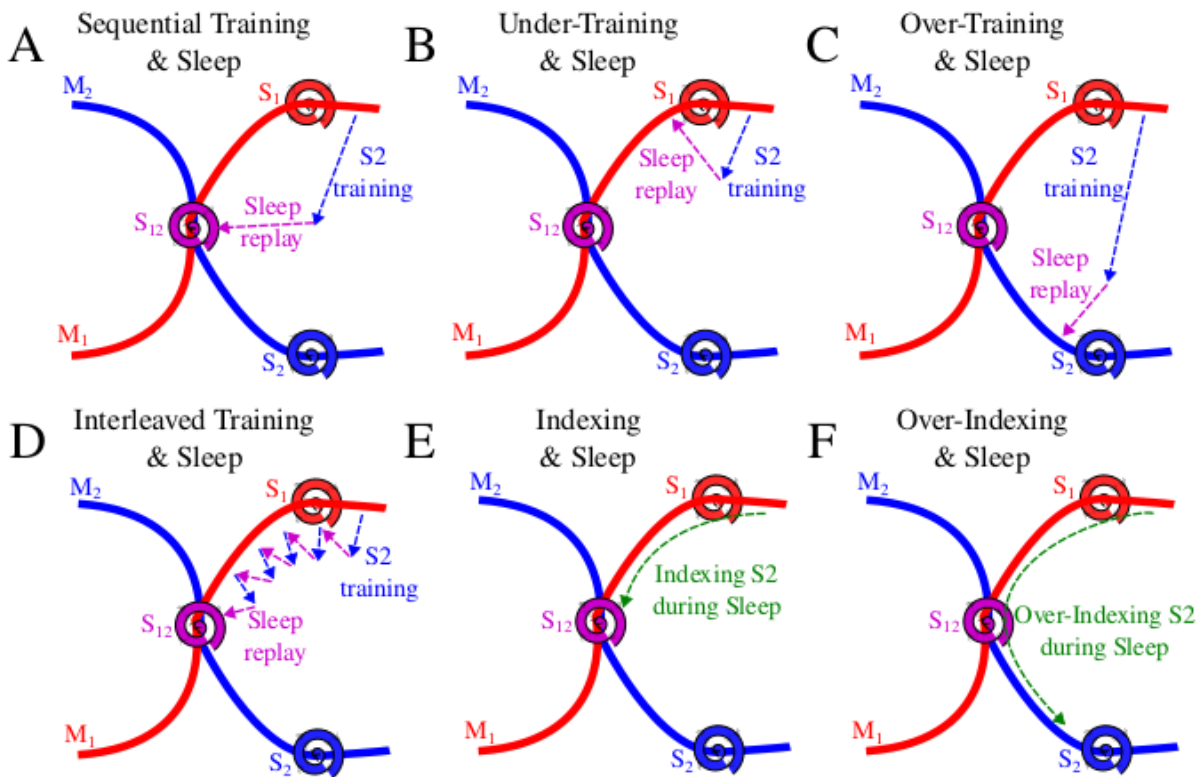 A
Sequential Training
& Sleep
M2
S1
S2
training
Sleep
replay
S12
M1
S2
B
Under-Training
& Sleep
M2
S1
Sleep
replay
S2
training
S12
M1
S2
C
Over-Training
& Sleep
M2
S1
S2
training
S12
Sleep
replay
M1
S2
D
Interleaved Training
& Sleep
M2
S1
S2
training
S12
Sleep
replay
M1
S2
E
Indexing
& Sleep
M2
S1
Indexing S2
during Sleep
S12
M1
S2
F
Over-Indexing
& Sleep
M2
S1
S12
Over-Indexing S2
during Sleep
M1
S2